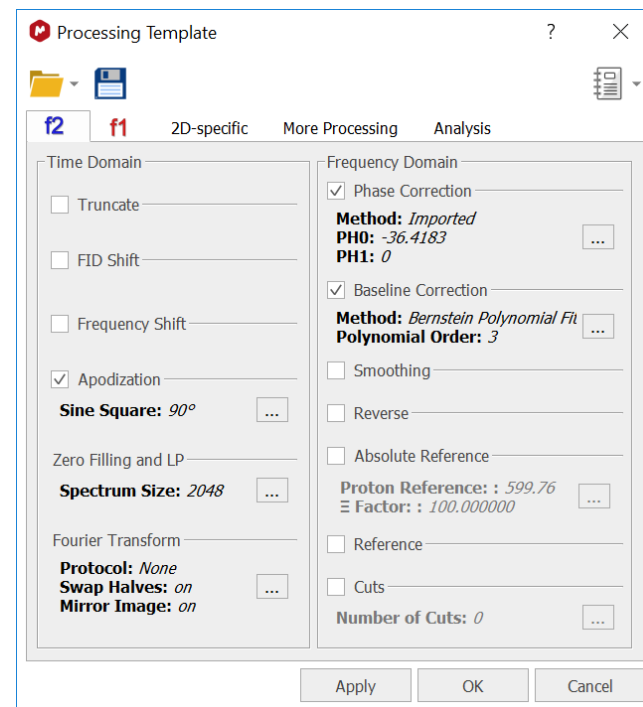 Processing Template
?
f2
f1
2D-specific
More Processing
Analysis
Time Domain
Truncate
FID Shift
Frequency Shift
Apodization
Sine Square: 90º
...
Zero Filling and LP
Spectrum Size: 2048
...
Fourier Transform
Protocol: None
Swap Halves: on
Mirror Image: on
...
Frequency Domain
Phase Correction
Method: Imported
PH0: -36.4183
PH1: 0
...
Baseline Correction
Method: Bernstein Polynomial Fit
Polynomial Order: 3
...
Smoothing
Reverse
Absolute Reference
Proton Reference: : 599.76
Ξ Factor: : 100.000000
...
Reference
Cuts
Number of Cuts: 0
...
Apply
OK
Cancel